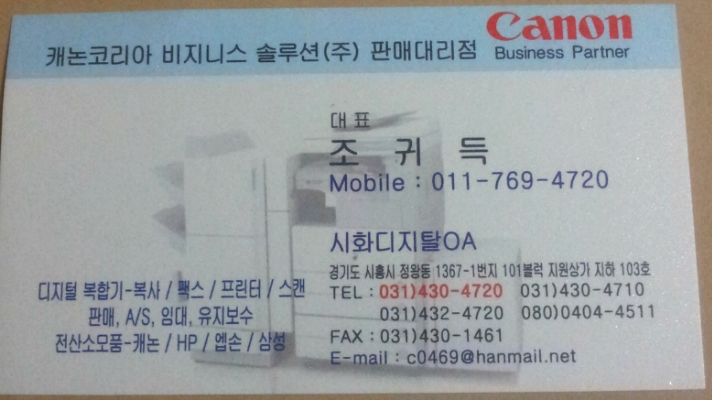 캐논코리아 비지니스 솔루션(주) 판매대리점
Canon
Business Partner
대 표
조 귀 득
Mobile : 011-769-4720
시화디지탈OA
경기도 시흥시 정왕동 1367-1번지 101블럭 지원상가 지하 103호
TEL : 031)430-4720 031)430-4710
031)432-4720 080)0404-4511
FAX : 031)430-1461
E-mail : c0469@hanmail.net
디지털 복합기-복사 / 팩스 / 프린터 / 스캔
판매, A/S, 임대, 유지보수
전산소모품-캐논 / HP / 엡손 / 삼성